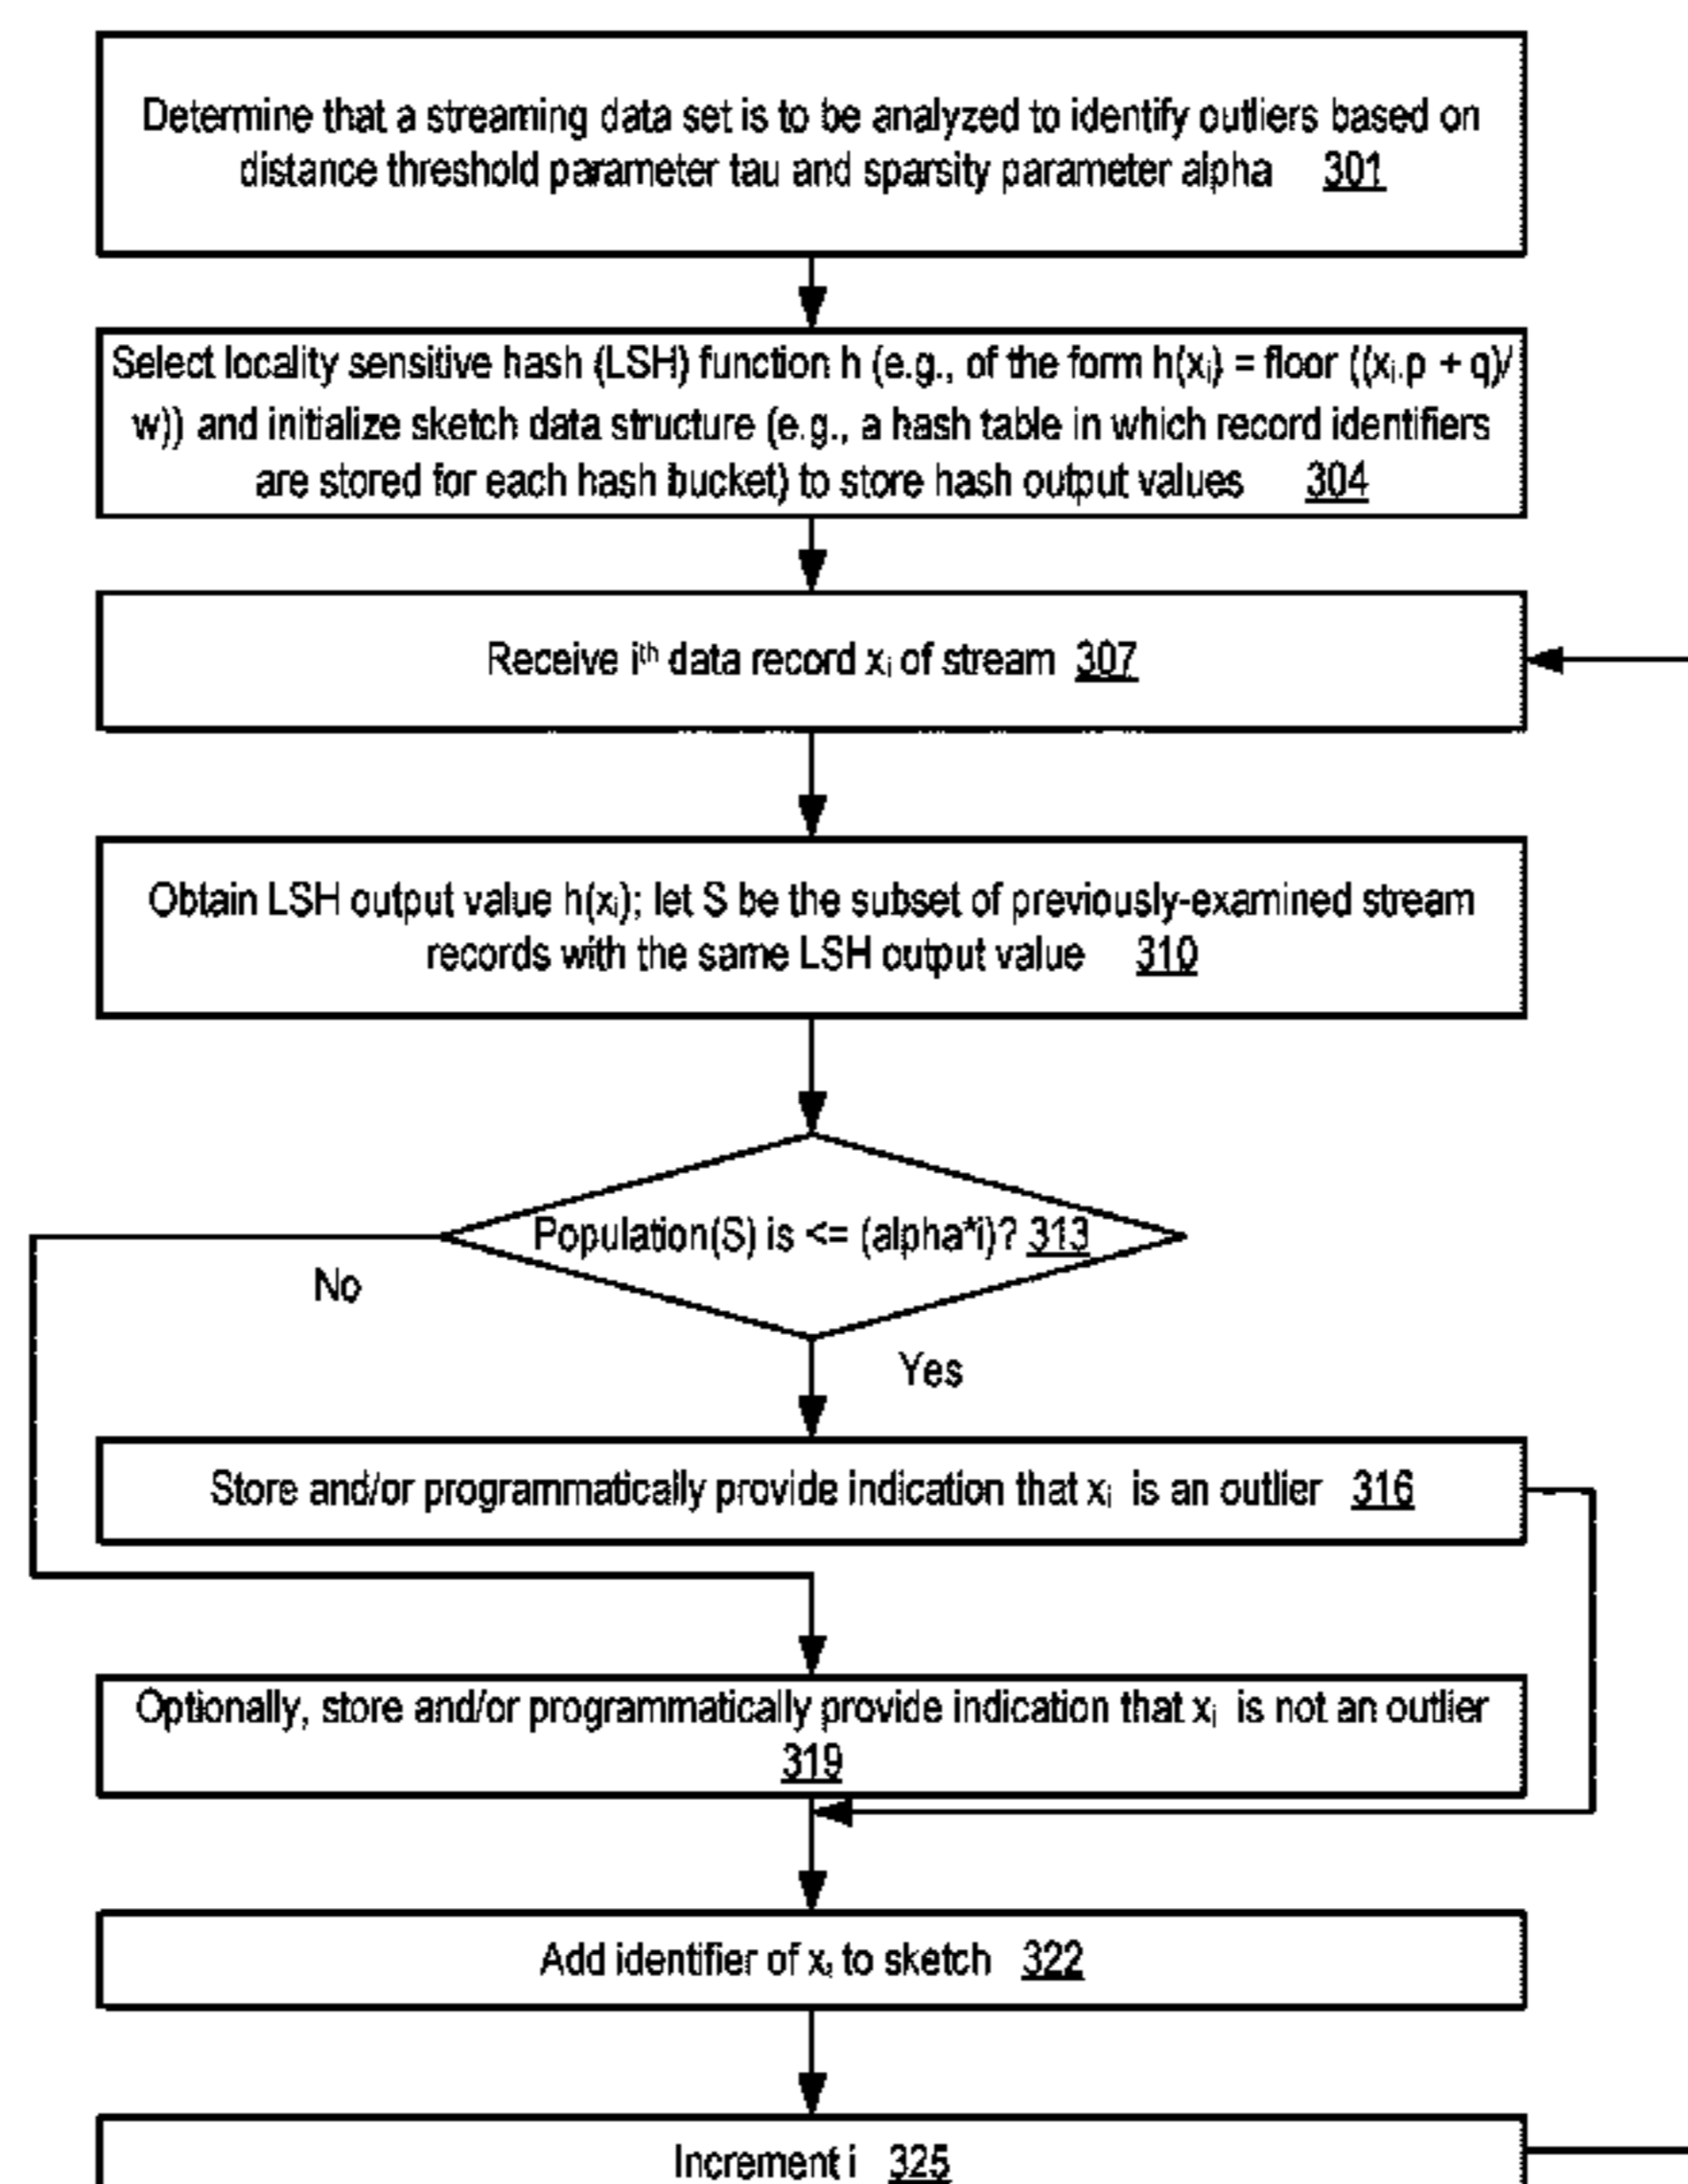 Determine that a streaming data set is to be analyzed to identify outliers based on
distance threshold parameter tau and sparsity parameter alpha 301
Select locality sensitive hash (LSH) function h (e.g., of the form h(xᵢ) = floor ((xᵢ.p + q)/
w)) and initialize sketch data structure (e.g., a hash table in which record identifiers
are stored for each hash bucket) to store hash output values 304
Receive iᵗʰ data record xᵢ of stream 307
Obtain LSH output value h(xᵢ); let S be the subset of previously-examined stream
records with the same LSH output value 310
Population(S) is <= (alpha*i)? 313
No
Yes
Store and/or programmatically provide indication that xᵢ is an outlier 316
Optionally, store and/or programmatically provide indication that xᵢ is not an outlier
319
Add identifier of xᵢ to sketch 322
Increment i 325